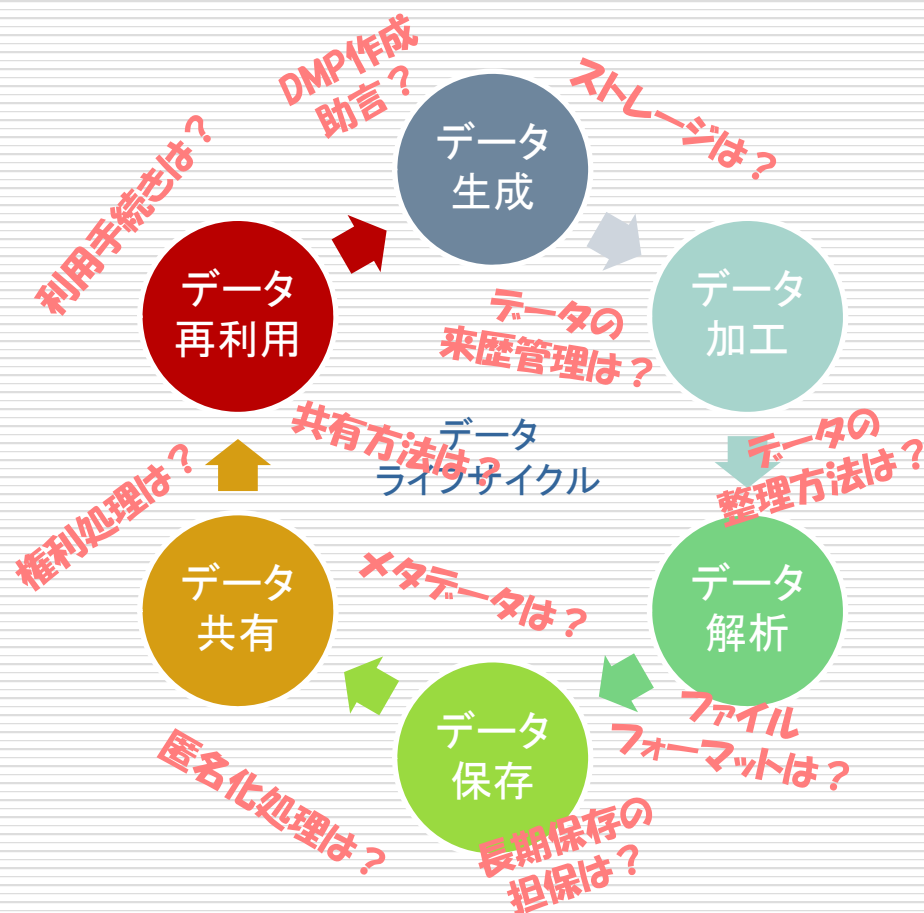 DMP作成
助言？
ストレージは？
利用手続きは？
データ
生成
データ
再利用
データ
加工
データの
来歴管理は？
共有方法は？
データ
ライフサイクル
データの
整理方法は？
権利処理は？
データ
共有
メタデータは？
データ
解析
データ
保存
ファイル
フォーマットは？
匿名化処理は？
長期保存の
担保は？